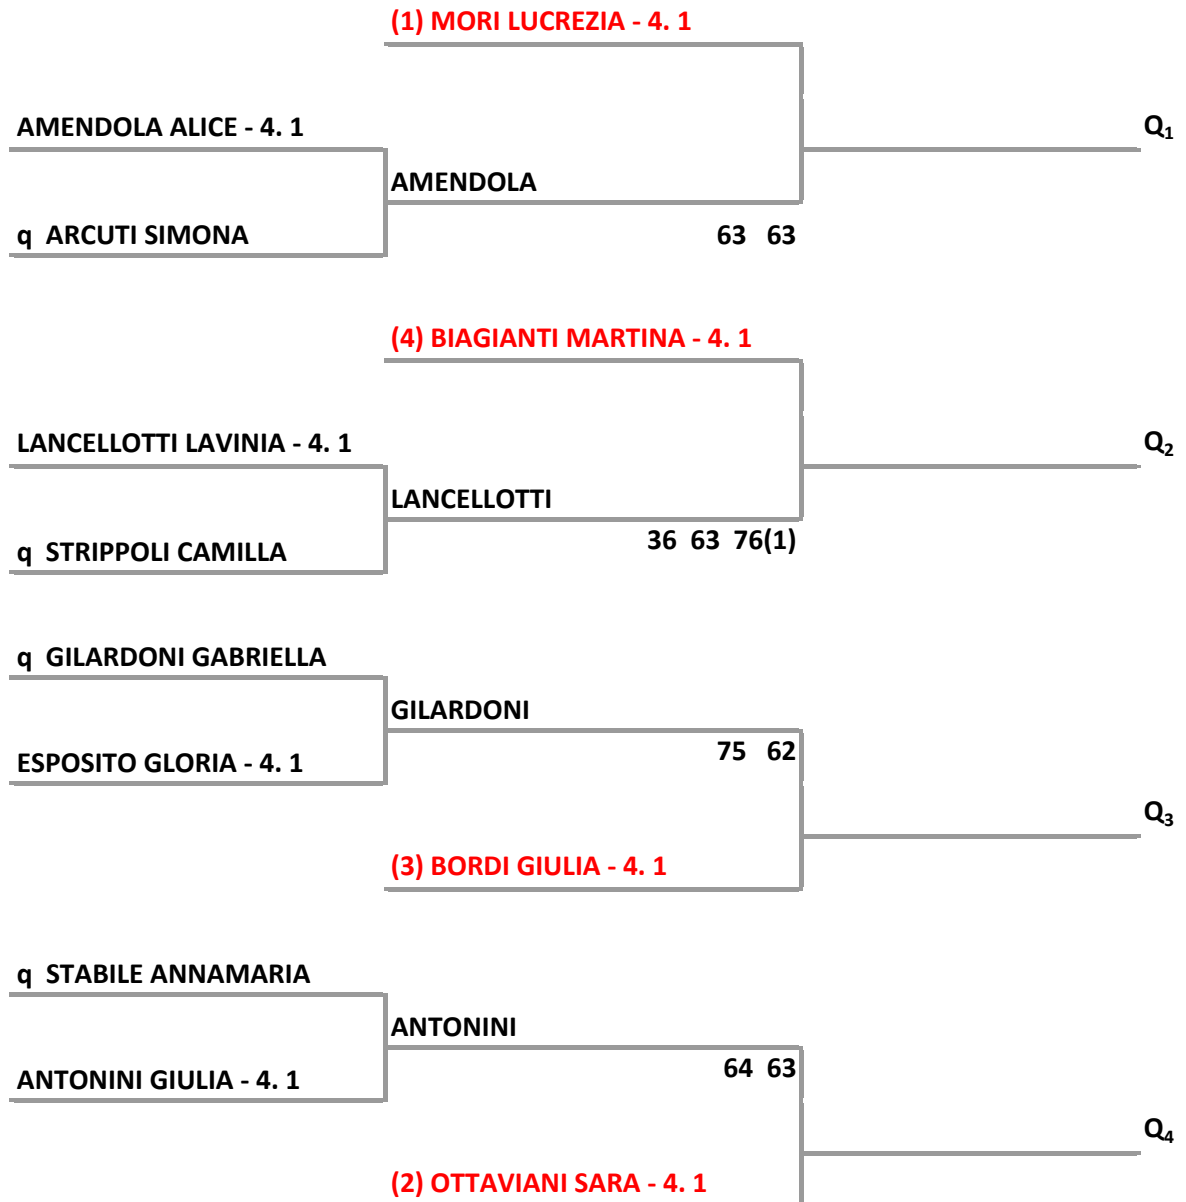 (1) MORI LUCREZIA - 4. 1
AMENDOLA ALICE - 4. 1
Q1
AMENDOLA
q ARCUTI SIMONA
63 63
(4) BIAGIANTI MARTINA - 4. 1
LANCELLOTTI LAVINIA - 4. 1
Q2
LANCELLOTTI
36 63 76(1)
q STRIPPOLI CAMILLA
q GILARDONI GABRIELLA
GILARDONI
75 62
ESPOSITO GLORIA - 4. 1
Q3
(3) BORDI GIULIA - 4. 1
q STABILE ANNAMARIA
ANTONINI
64 63
ANTONINI GIULIA - 4. 1
Q4
(2) OTTAVIANI SARA - 4. 1